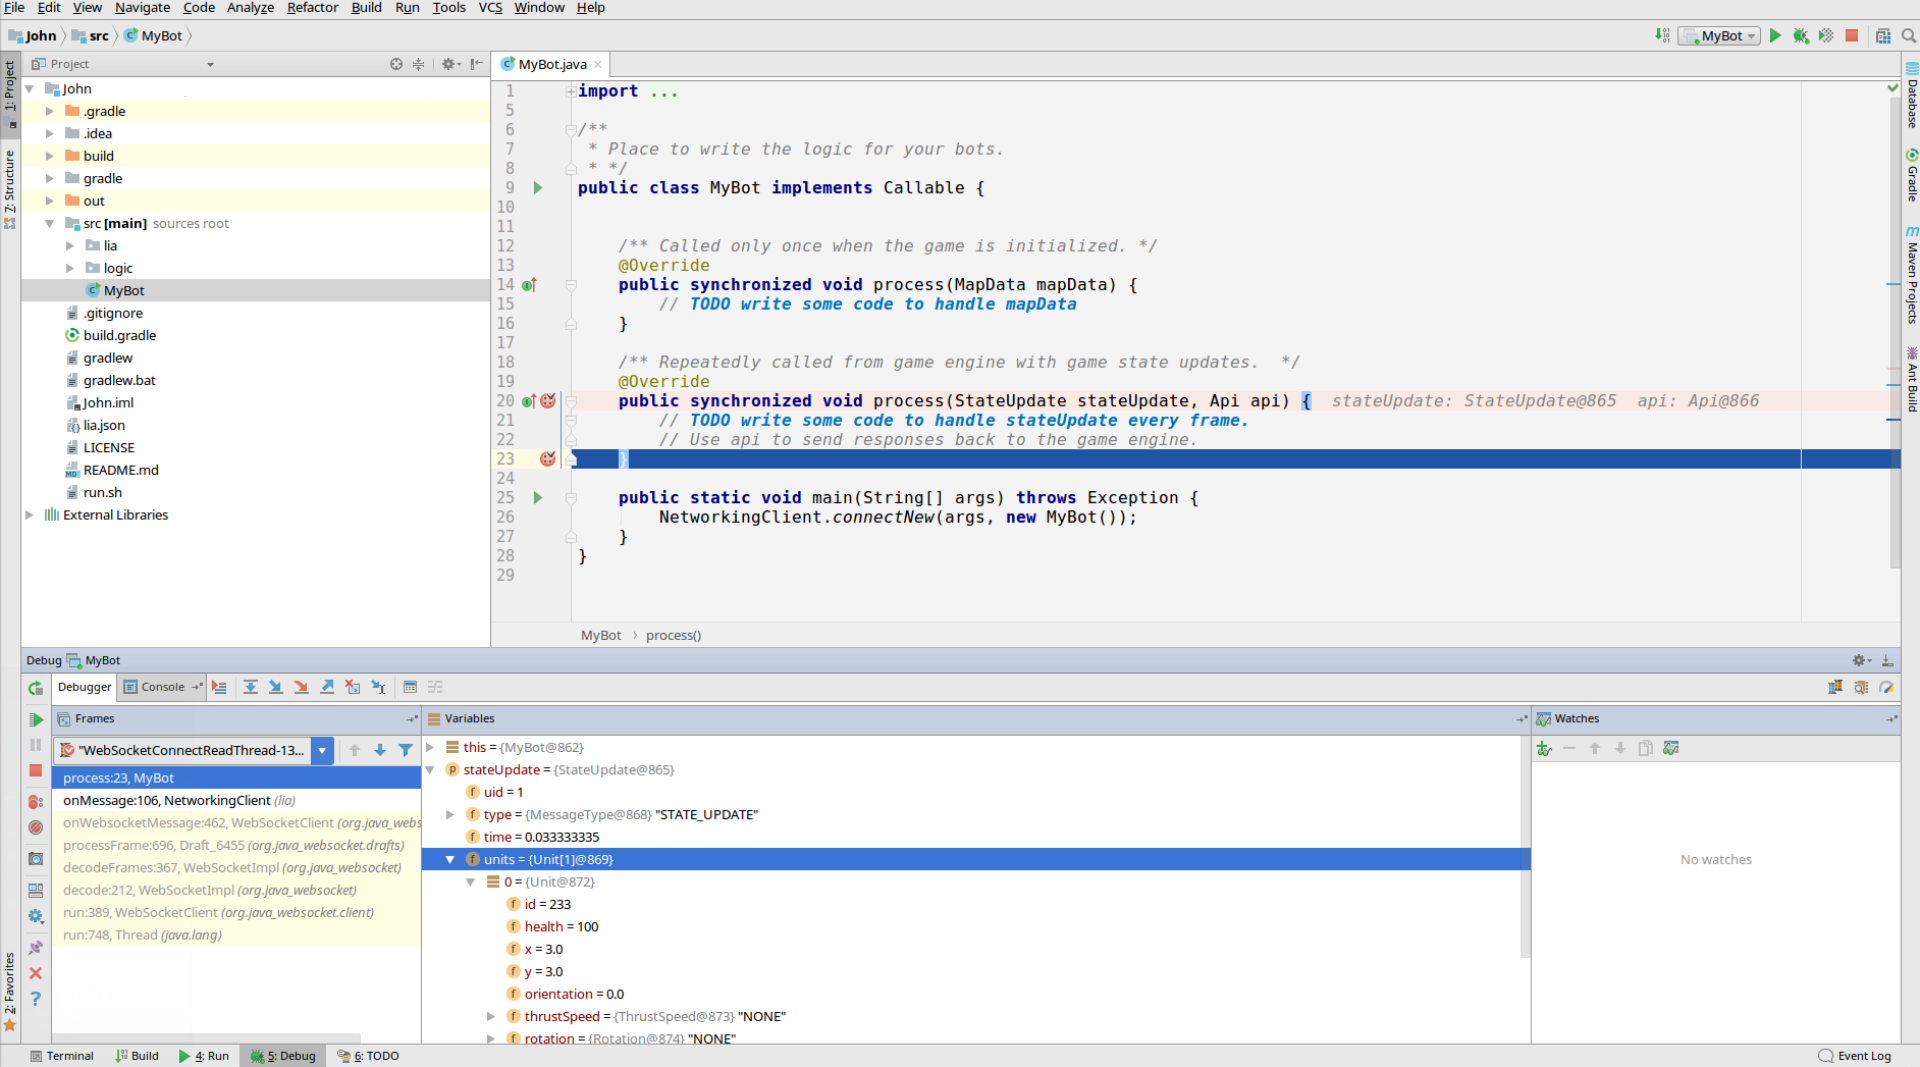 File Edit View Navigate Code Analyze Refactor Build Run Tools VCS Window Help
John src MyBot
MyBot
Project
MyBot.java
1: Project
7: Structure
2: Favorites
John
.gradle
.idea
build
gradle
out
src [main] sources root
lia
logic
MyBot
.gitignore
build.gradle
gradlew
gradlew.bat
John.iml
lia.json
LICENSE
README.md
run.sh
External Libraries
1 import ...
5
6 /**
7 * Place to write the logic for your bots.
8 * */
9 public class MyBot implements Callable {
10
11
12 /** Called only once when the game is initialized. */
13 @Override
14 public synchronized void process(MapData mapData) {
15 // TODO write some code to handle mapData
16 }
17
18 /** Repeatedly called from game engine with game state updates.  */
19 @Override
20 public synchronized void process(StateUpdate stateUpdate, Api api) { stateUpdate: StateUpdate@865 api: Api@866
21 // TODO write some code to handle stateUpdate every frame.
22 // Use api to send responses back to the game engine.
23 }
24
25 public static void main(String[] args) throws Exception {
26 NetworkingClient.connectNew(args, new MyBot());
27 }
28 }
29
MyBot › process()
Database
Gradle
Maven Projects
Ant Build
Debug MyBot
Debugger Console
Frames
"WebSocketConnectReadThread-13...
process:23, MyBot
onMessage:106, NetworkingClient (lia)
onWebsocketMessage:462, WebSocketClient (org.java_webs
processFrame:696, Draft_6455 (org.java_websocket.drafts)
decodeFrames:367, WebSocketImpl (org.java_websocket)
decode:212, WebSocketImpl (org.java_websocket)
run:389, WebSocketClient (org.java_websocket.client)
run:748, Thread (java.lang)
Variables
this = {MyBot@862}
stateUpdate = {StateUpdate@865}
uid = 1
type = {MessageType@868} "STATE_UPDATE"
time = 0.033333335
units = {Unit[1]@869}
0 = {Unit@872}
id = 233
health = 100
x = 3.0
y = 3.0
orientation = 0.0
thrustSpeed = {ThrustSpeed@873} "NONE"
rotation = {Rotation@874} "NONE"
Watches
No watches
Terminal Build 4: Run 5: Debug 6: TODO
Event Log